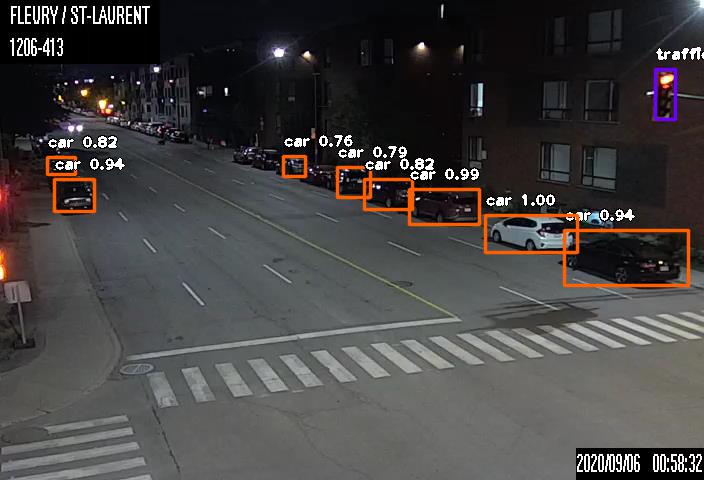 FLEURY / ST-LAURENT
1206-413
traffic
car 0.82
car 0.94
car 0.76
car 0.79
car 0.82
car 0.99
car 1.00
car 0.94
2020/09/06 00:58:32